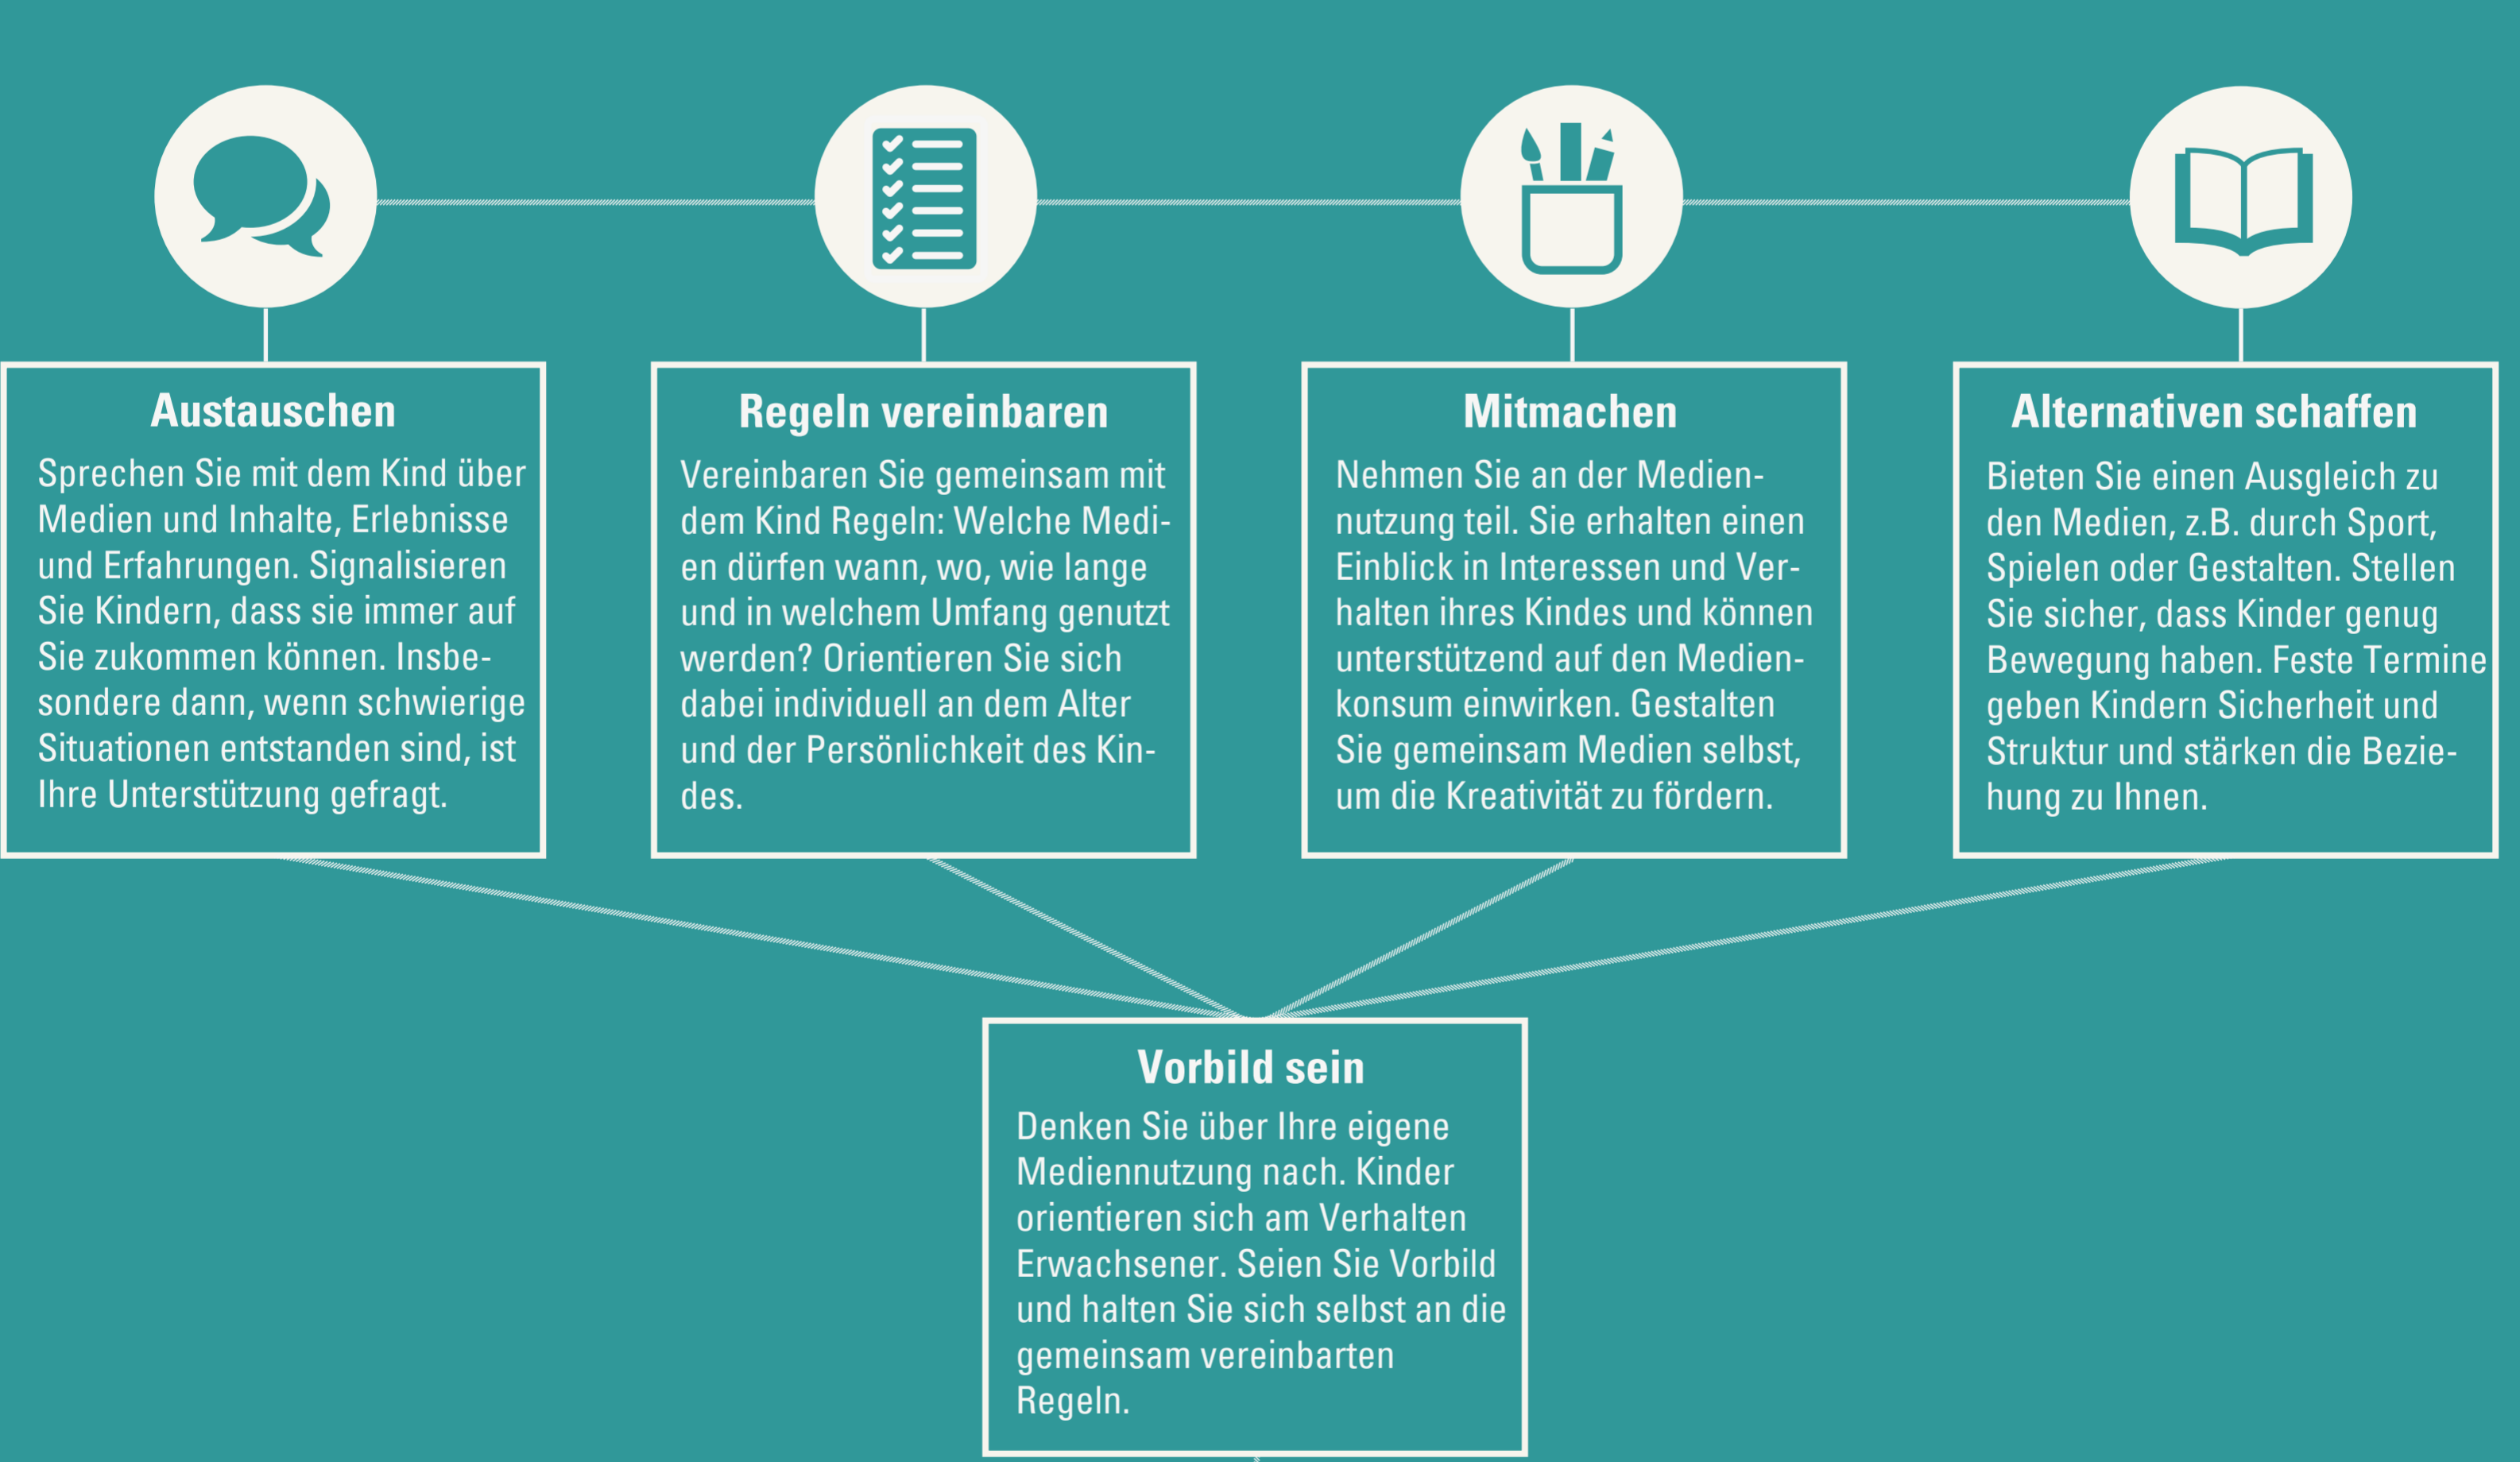 Austauschen
Sprechen Sie mit dem Kind über
Medien und Inhalte, Erlebnisse
und Erfahrungen. Signalisieren
Sie Kindern, dass sie immer auf
Sie zukommen können. Insbe-
sondere dann, wenn schwierige
Situationen entstanden sind, ist
Ihre Unterstützung gefragt.
Regeln vereinbaren
Vereinbaren Sie gemeinsam mit
dem Kind Regeln: Welche Medi-
en dürfen wann, wo, wie lange
und in welchem Umfang genutzt
werden? Orientieren Sie sich
dabei individuell an dem Alter
und der Persönlichkeit des Kin-
des.
Mitmachen
Nehmen Sie an der Medien-
nutzung teil. Sie erhalten einen
Einblick in Interessen und Ver-
halten ihres Kindes und können
unterstützend auf den Medien-
konsum einwirken. Gestalten
Sie gemeinsam Medien selbst,
um die Kreativität zu fördern.
Alternativen schaffen
Bieten Sie einen Ausgleich zu
den Medien, z.B. durch Sport,
Spielen oder Gestalten. Stellen
Sie sicher, dass Kinder genug
Bewegung haben. Feste Termine
geben Kindern Sicherheit und
Struktur und stärken die Bezie-
hung zu Ihnen.
Vorbild sein
Denken Sie über Ihre eigene
Mediennutzung nach. Kinder
orientieren sich am Verhalten
Erwachsener. Seien Sie Vorbild
und halten Sie sich selbst an die
gemeinsam vereinbarten
Regeln.